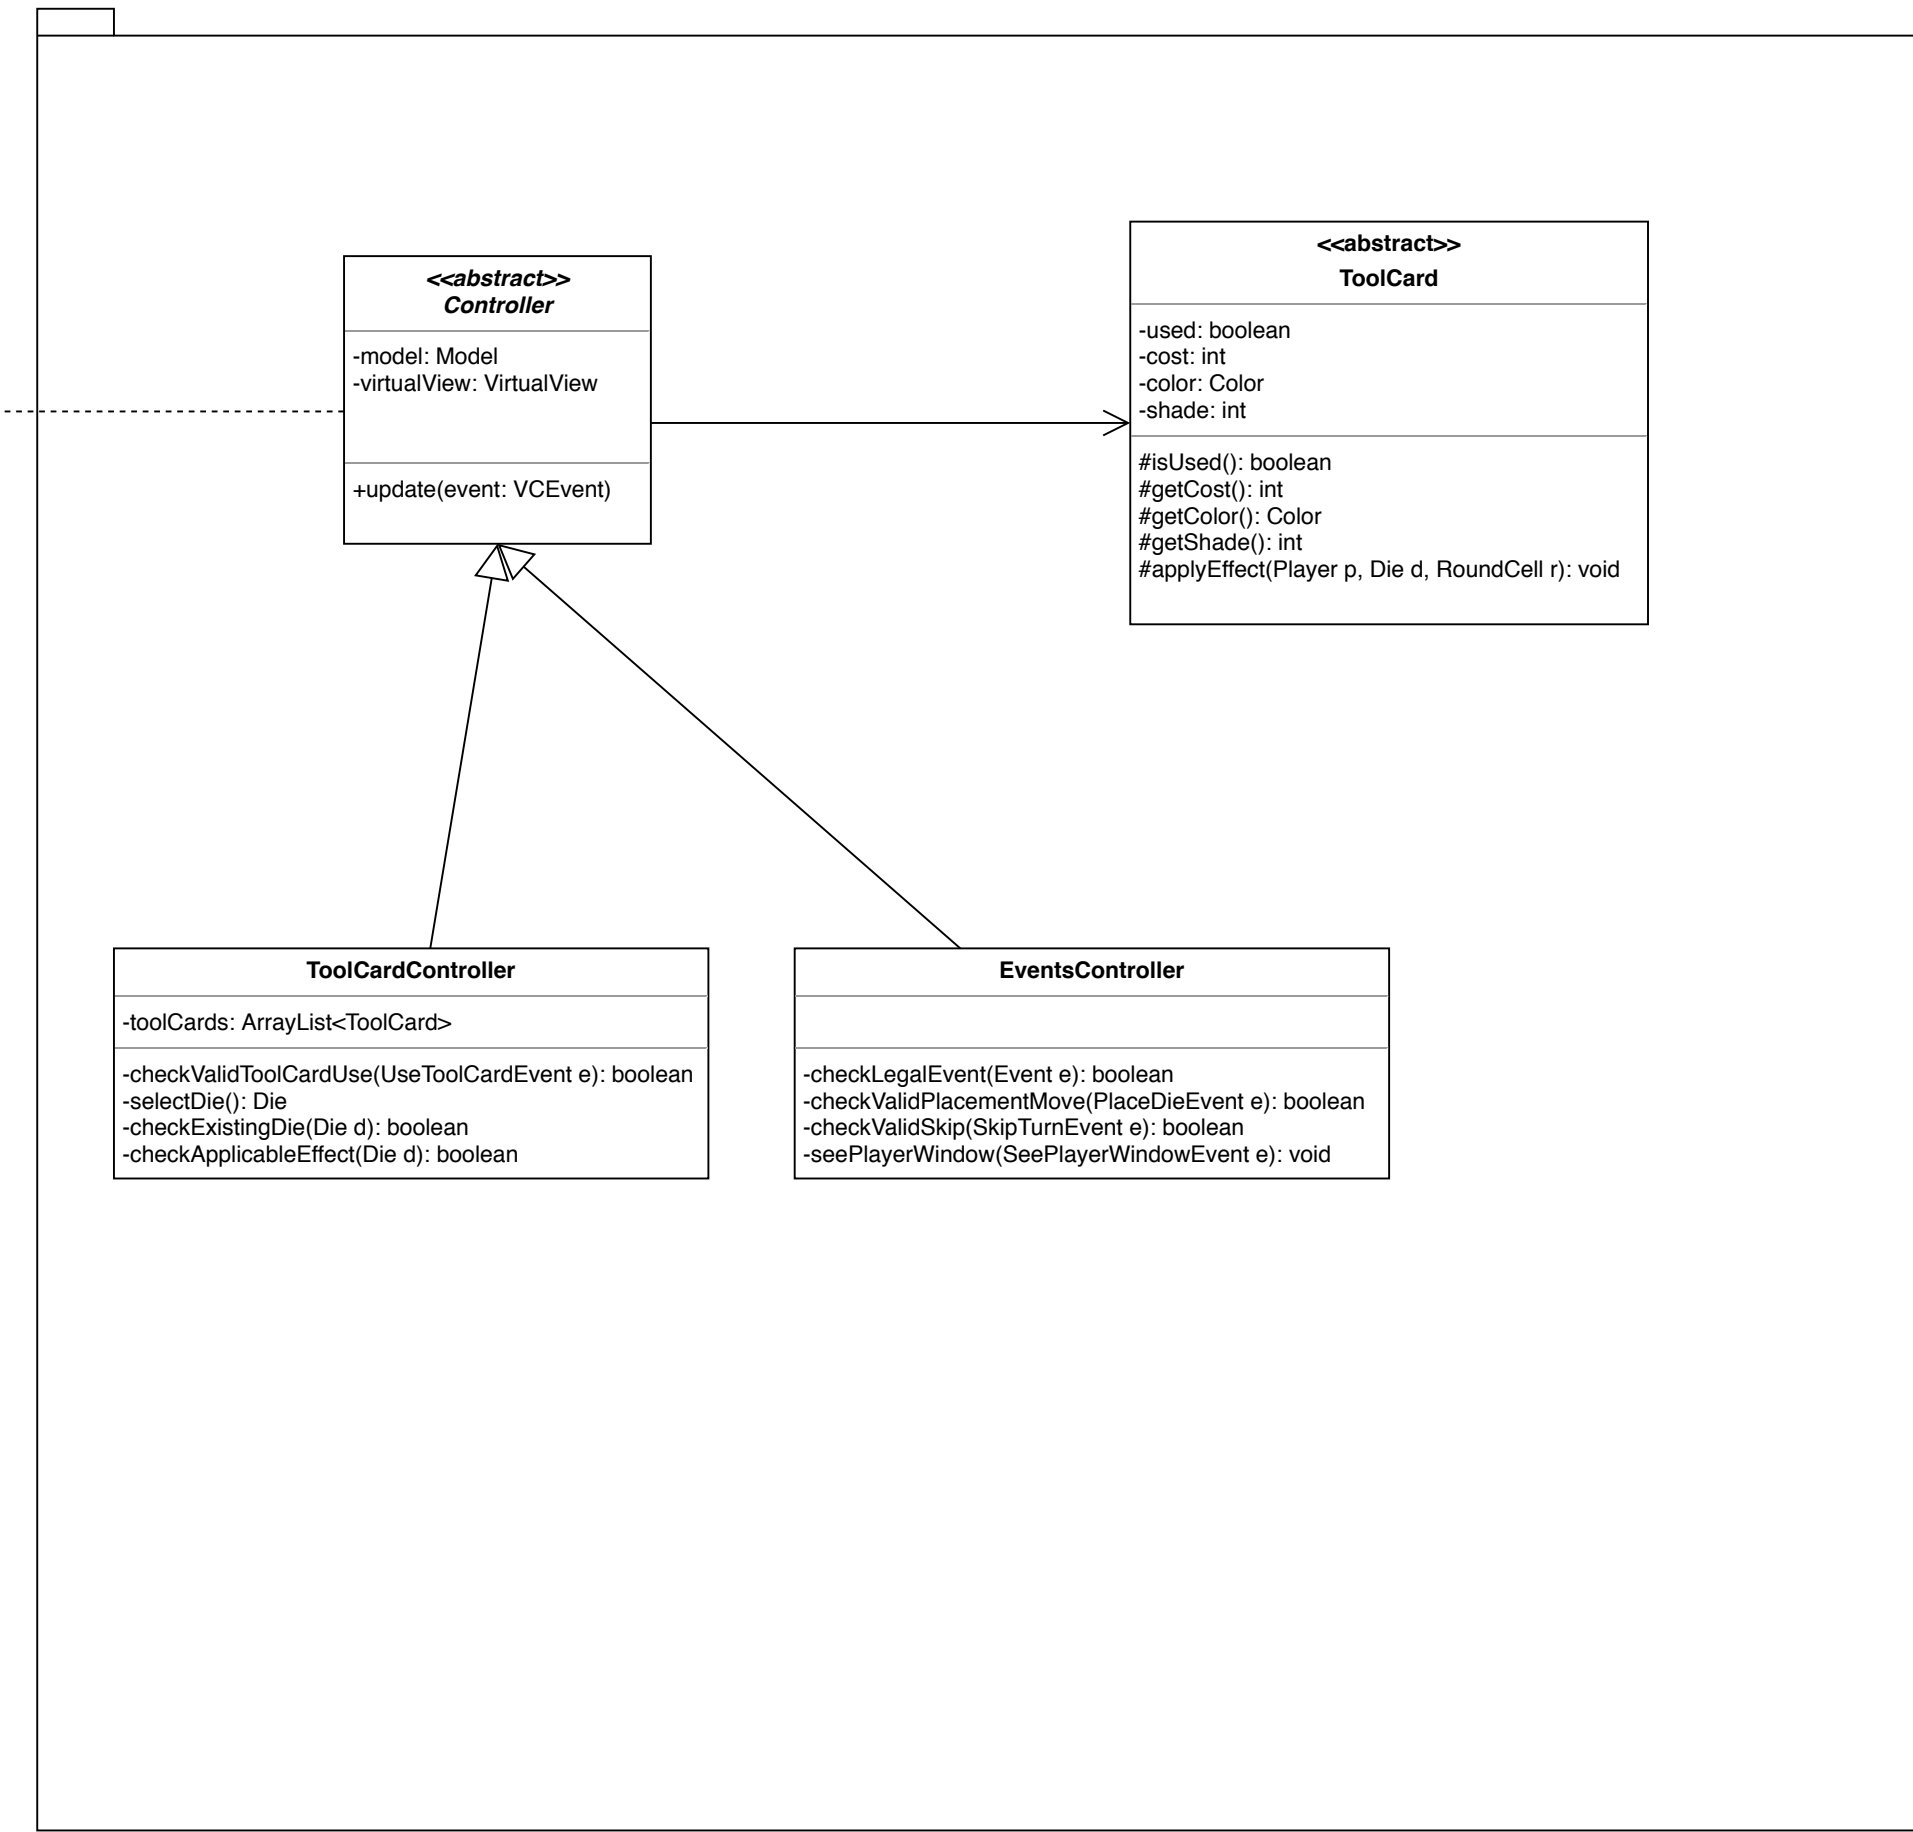 <<abstract>>
Controller
-model: Model
-virtualView: VirtualView
+update(event: VCEvent)
<<abstract>>
ToolCard
-used: boolean
-cost: int
-color: Color
-shade: int
#isUsed(): boolean
#getCost(): int
#getColor(): Color
#getShade(): int
#applyEffect(Player p, Die d, RoundCell r): void
ToolCardController
-toolCards: ArrayList<ToolCard>
-checkValidToolCardUse(UseToolCardEvent e): boolean
-selectDie(): Die
-checkExistingDie(Die d): boolean
-checkApplicableEffect(Die d): boolean
EventsController
-checkLegalEvent(Event e): boolean
-checkValidPlacementMove(PlaceDieEvent e): boolean
-checkValidSkip(SkipTurnEvent e): boolean
-seePlayerWindow(SeePlayerWindowEvent e): void